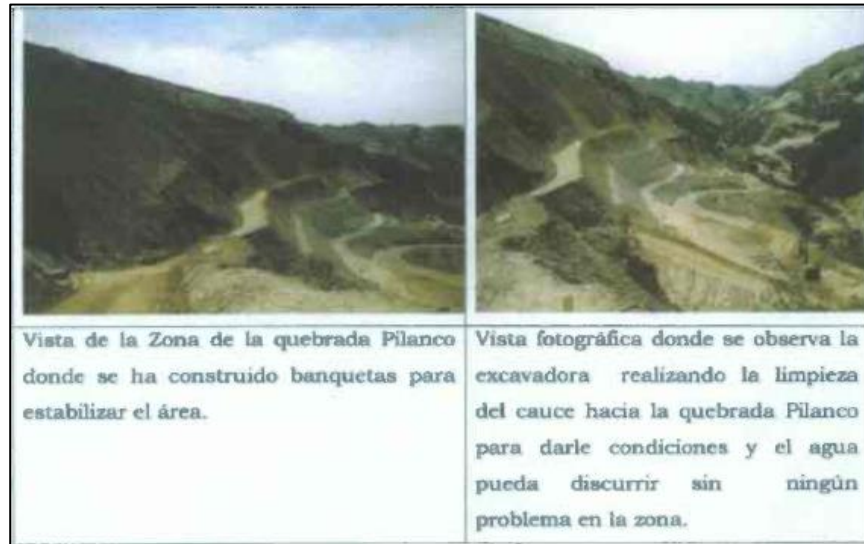 Vista de la Zona de la quebrada Pilanco
donde se ha construido banquetas para
estabilizar el área.
Vista fotográfica donde se observa la
excavadora realizando la limpieza
del cauce hacia la quebrada Pilanco
para darle condiciones y el agua
pueda discurrir sin ningún
problema en la zona.